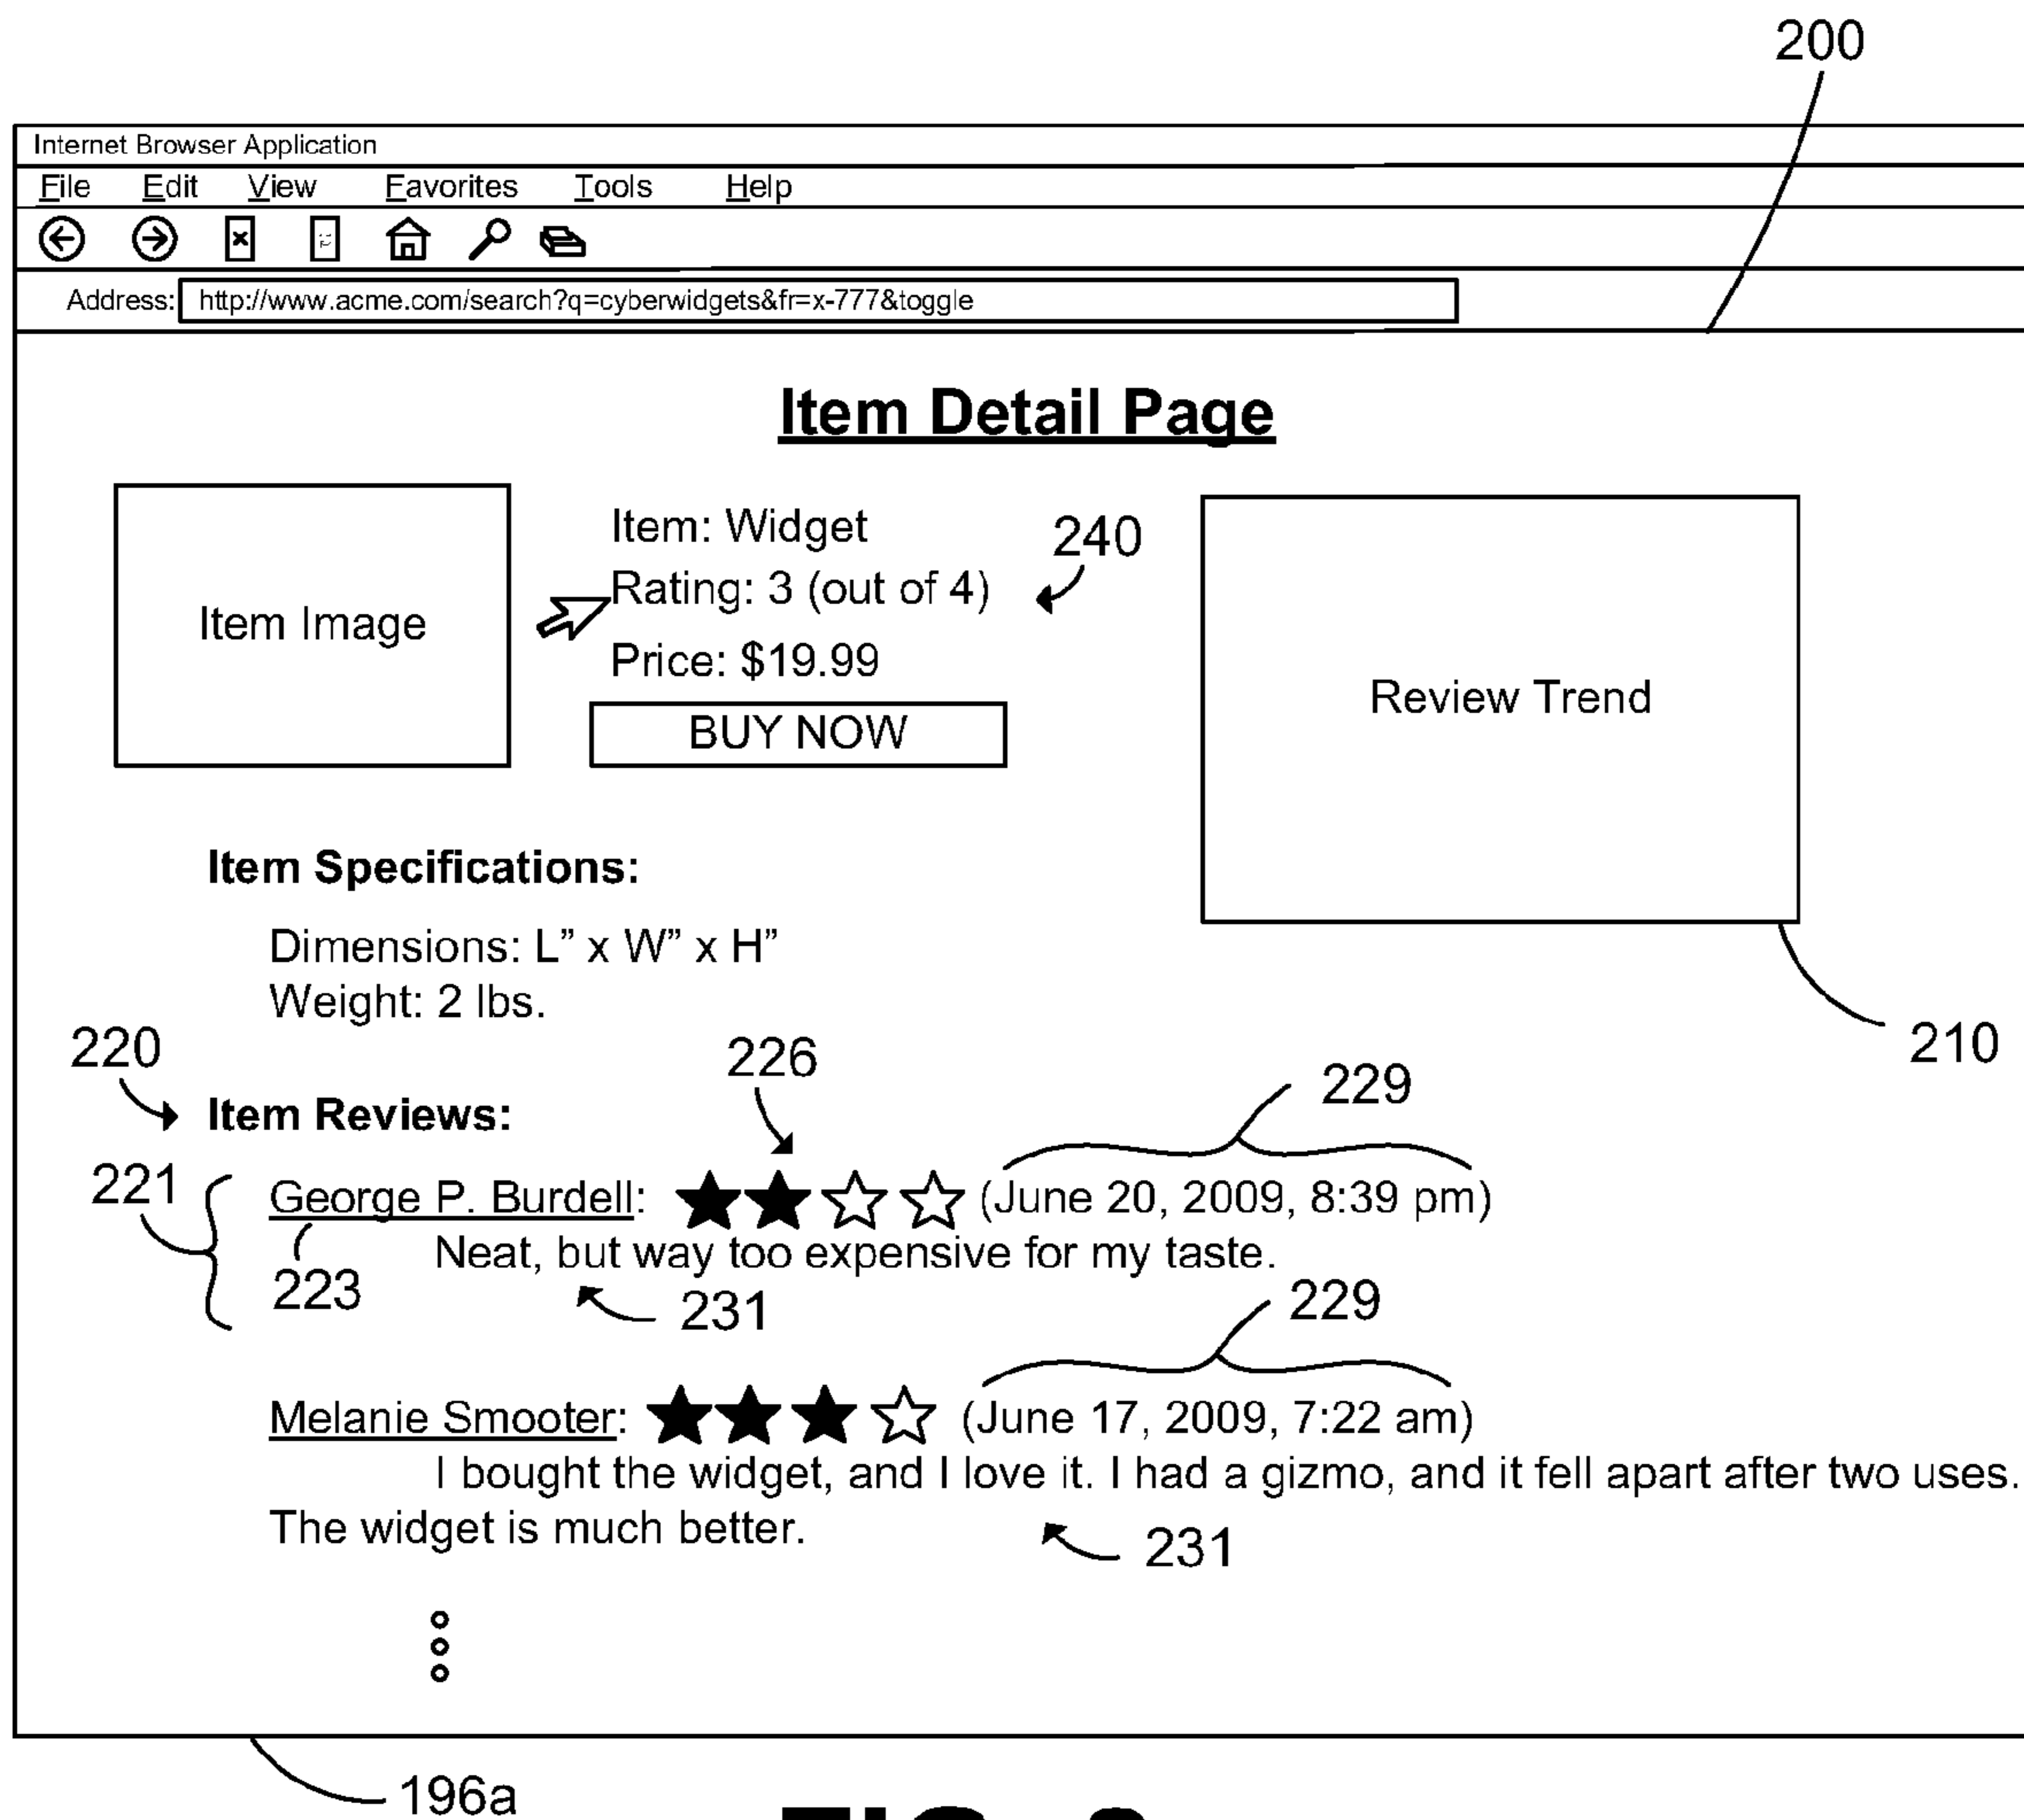 200
Internet Browser Application
File Edit View Favorites Tools Help
Address: http://www.acme.com/search?q=cyberwidgets&fr=x-777&toggle
Item Detail Page
Item Image
Item: Widget
240
Rating: 3 (out of 4)
Price: $19.99
BUY NOW
Review Trend
210
Item Specifications:
Dimensions: L” x W” x H”
Weight: 2 lbs.
220
226
229
Item Reviews:
221
George P. Burdell: (June 20, 2009, 8:39 pm)
Neat, but way too expensive for my taste.
223
231
229
Melanie Smooter: (June 17, 2009, 7:22 am)
I bought the widget, and I love it. I had a gizmo, and it fell apart after two uses.
The widget is much better.
231
196a